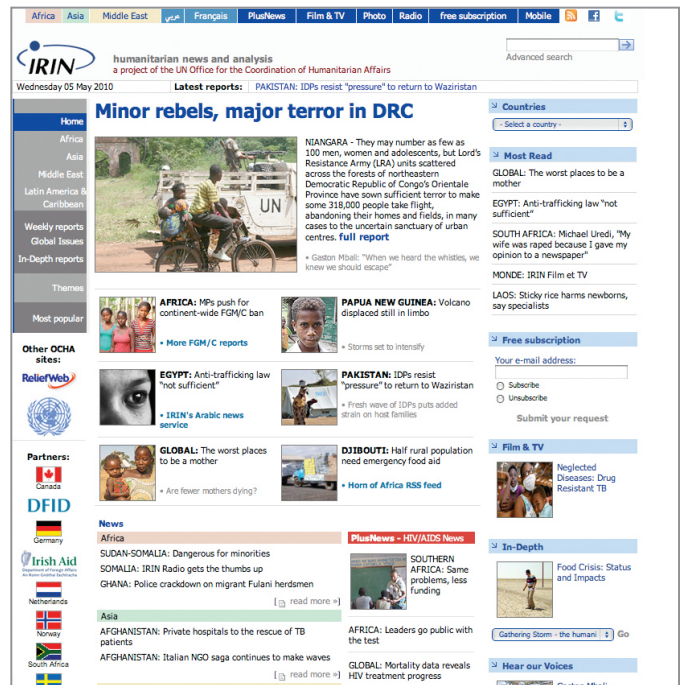 Africa
Asia
Middle East
عربي
Français
PlusNews
Film & TV
Photo
Radio
free subscription
Mobile
IRIN
humanitarian news and analysis
a project of the UN Office for the Coordination of Humanitarian Affairs
Advanced search
Wednesday 05 May 2010
Latest reports:
PAKISTAN: IDPs resist "pressure" to return to Waziristan
Home
Africa
Asia
Middle East
Latin America &
Caribbean
Weekly reports
Global Issues
In-Depth reports
Themes
Most popular
Other OCHA
sites:
ReliefWeb
Partners:
Canada
DFID
Germany
Irish Aid
Netherlands
Norway
South Africa
Minor rebels, major terror in DRC
UN
NIANGARA - They may number as few as
100 men, women and adolescents, but Lord's
Resistance Army (LRA) units scattered
across the forests of northeastern
Democratic Republic of Congo's Orientale
Province have sown sufficient terror to make
some 318,000 people take flight,
abandoning their homes and fields, in many
cases to the uncertain sanctuary of urban
centres. full report
• Gaston Mbali: "When we heard the whistles, we
knew we should escape"
AFRICA: MPs push for
continent-wide FGM/C ban
• More FGM/C reports
PAPUA NEW GUINEA: Volcano
displaced still in limbo
• Storms set to intensify
EGYPT: Anti-trafficking law
"not sufficient"
• IRIN's Arabic news
service
PAKISTAN: IDPs resist
"pressure" to return to Waziristan
• Fresh wave of IDPs puts added
strain on host families
GLOBAL: The worst places
to be a mother
• Are fewer mothers dying?
DJIBOUTI: Half rural population
need emergency food aid
• Horn of Africa RSS feed
News
Africa
SUDAN-SOMALIA: Dangerous for minorities
SOMALIA: IRIN Radio gets the thumbs up
GHANA: Police crackdown on migrant Fulani herdsmen
[ read more »]
Asia
AFGHANISTAN: Private hospitals to the rescue of TB
patients
AFGHANISTAN: Italian NGO saga continues to make waves
[ read more »]
PlusNews - HIV/AIDS News
SOUTHERN
AFRICA: Same
problems, less
funding
AFRICA: Leaders go public with
the test
GLOBAL: Mortality data reveals
HIV treatment progress
Countries
- Select a country -
Most Read
GLOBAL: The worst places to be a
mother
EGYPT: Anti-trafficking law "not
sufficient"
SOUTH AFRICA: Michael Uredi, "My
wife was raped because I gave my
opinion to a newspaper"
MONDE: IRIN Film et TV
LAOS: Sticky rice harms newborns,
say specialists
Free subscription
Your e-mail address:
Subscribe
Unsubscribe
Submit your request
Film & TV
Neglected
Diseases: Drug
Resistant TB
In-Depth
Food Crisis: Status
and Impacts
Gathering Storm - the humani
Go
Hear our Voices